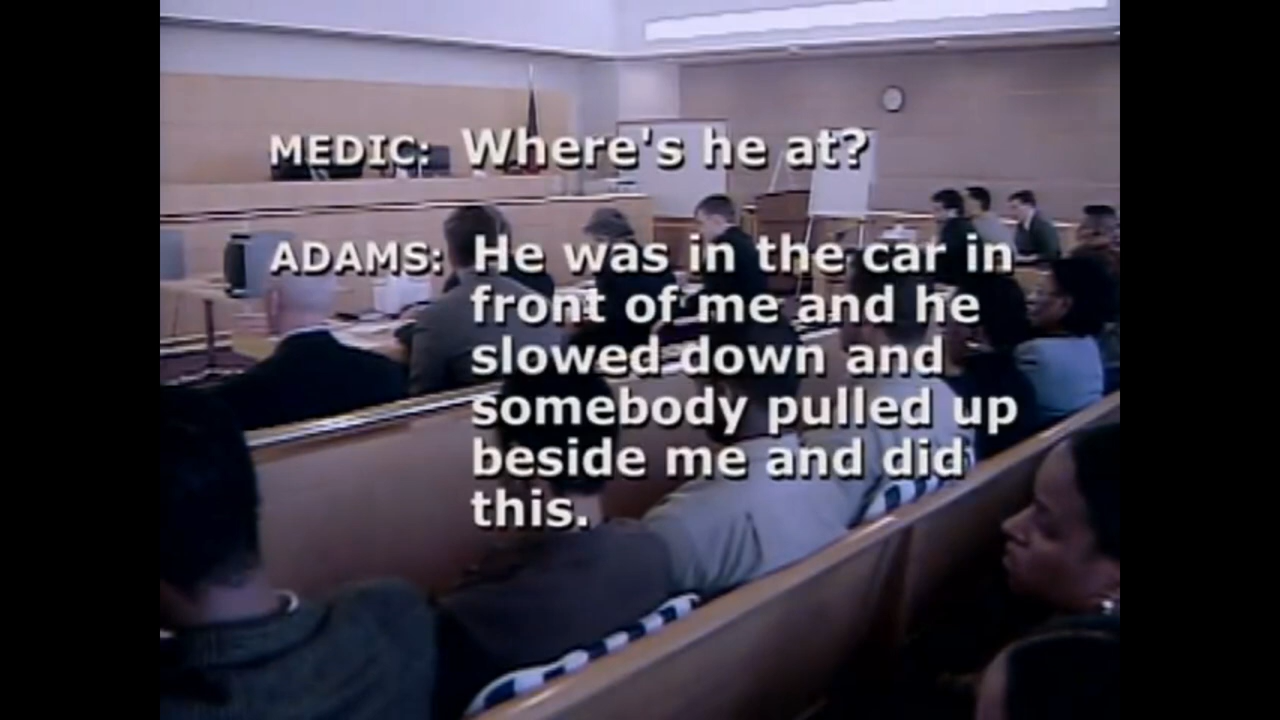 MEDIC: Where's he at?
ADAMS: He was in the car in
front of me and he
slowed down and
somebody pulled up
beside me and did
this.